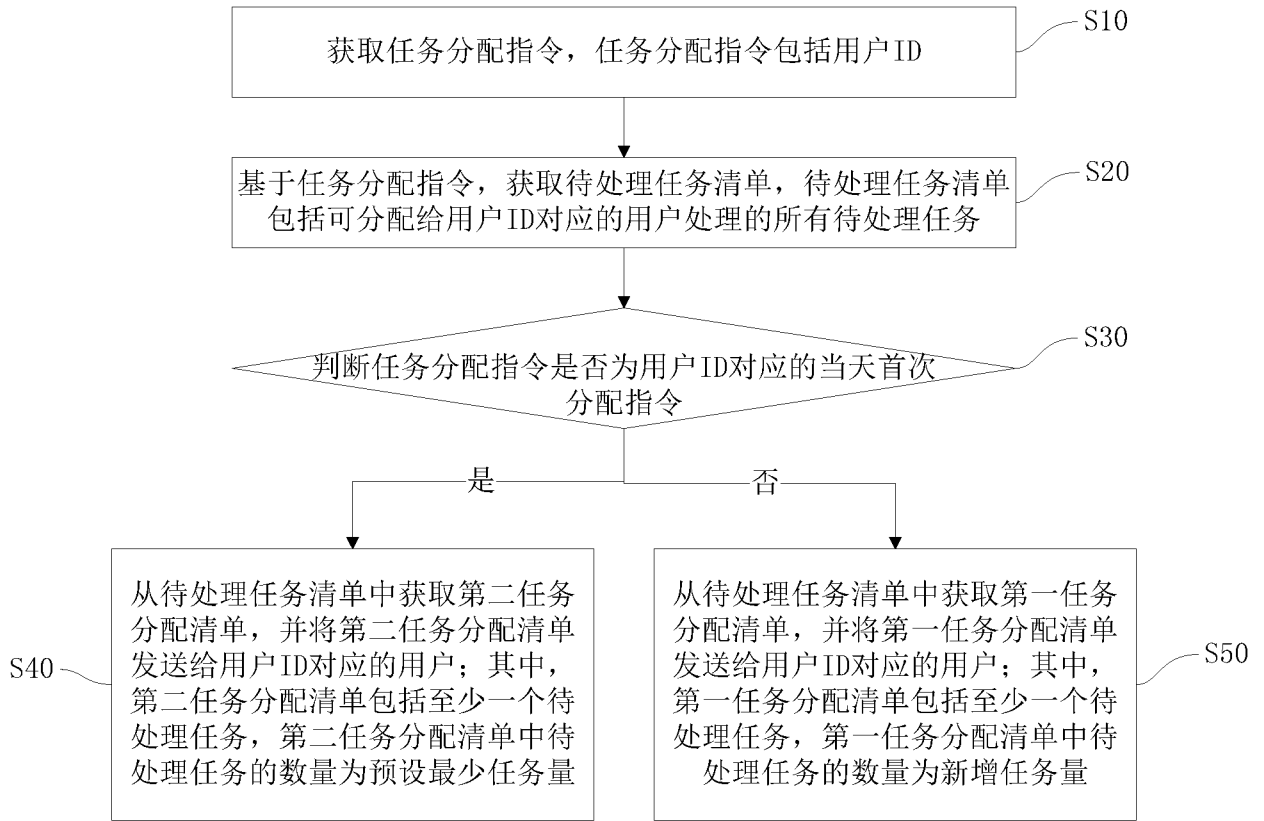 获取任务分配指令，任务分配指令包括用户ID
S10
基于任务分配指令，获取待处理任务清单，待处理任务清单
包括可分配给用户ID对应的用户处理的所有待处理任务
S20
判断任务分配指令是否为用户ID对应的当天首次
分配指令
S30
是
否
从待处理任务清单中获取第二任务
分配清单，并将第二任务分配清单
发送给用户ID对应的用户；其中，
第二任务分配清单包括至少一个待
处理任务，第二任务分配清单中待
处理任务的数量为预设最少任务量
S40
从待处理任务清单中获取第一任务
分配清单，并将第一任务分配清单
发送给用户ID对应的用户；其中，
第一任务分配清单包括至少一个待
处理任务，第一任务分配清单中待
处理任务的数量为新增任务量
S50